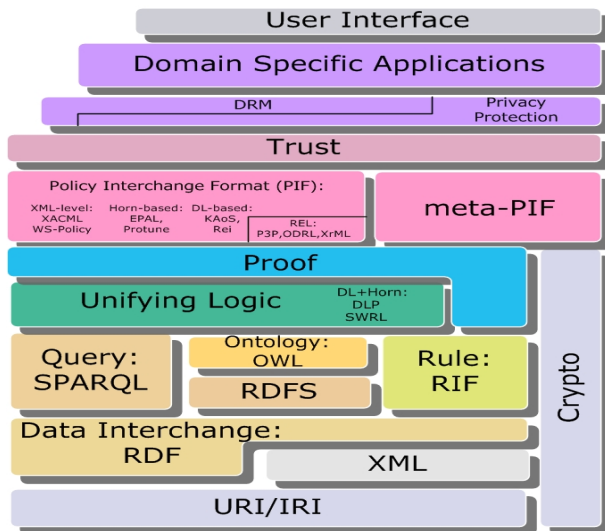 User Interface
Domain Specific Applications
DRM
Privacy
Protection
Trust
Policy Interchange Format (PIF):
XML-level:
XACML
WS-Policy
Horn-based:
EPAL,
Protune
DL-based:
KAoS,
Rei
REL:
P3P,ODRL,XrML
meta-PIF
Proof
Unifying Logic
DL+Horn:
DLP
SWRL
Query:
SPARQL
Ontology:
OWL
RDFS
Rule:
RIF
Crypto
Data Interchange:
RDF
XML
URI/IRI